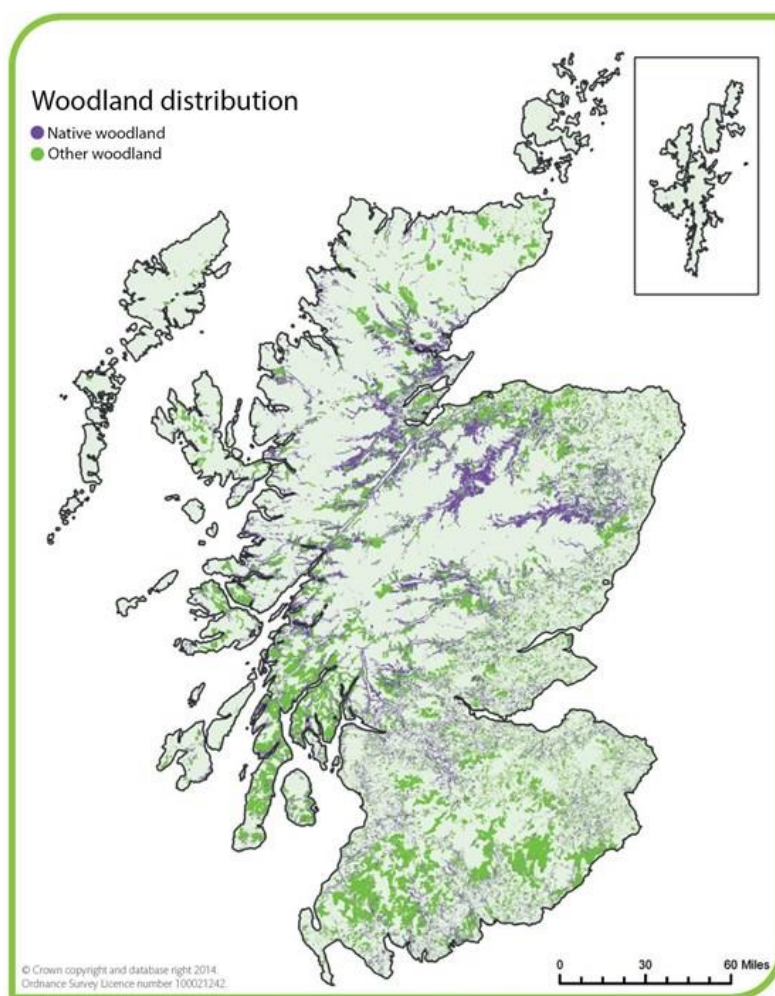 Woodland distribution
Native woodland
Other woodland
© Crown copyright and database right 2014.
Ordnance Survey Licence number 100021242.
0 30 60 Miles